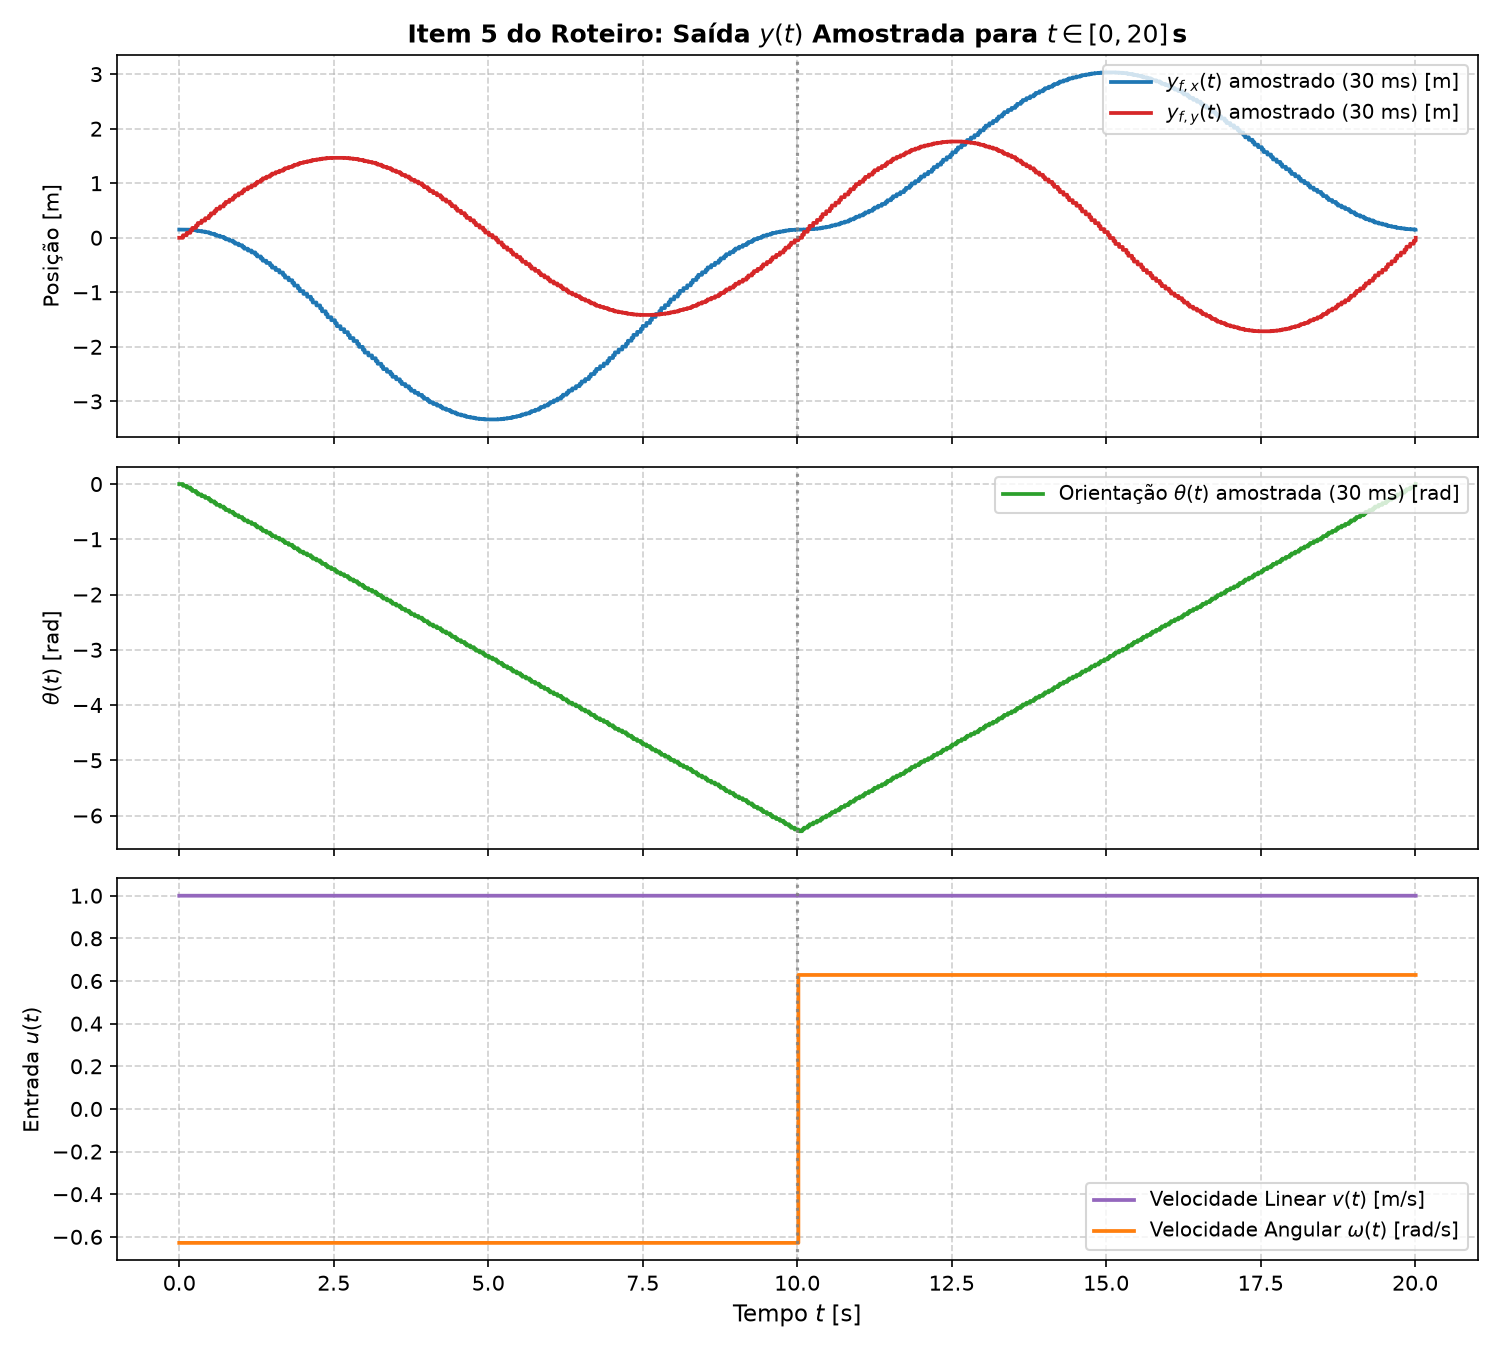 Item 5 do Roteiro: Saída y(t) Amostrada para t ∈ [0, 20] s
3
2
1
0
−1
−2
−3
Posição [m]
y_{f,x}(t) amostrado (30 ms) [m]
y_{f,y}(t) amostrado (30 ms) [m]
0
−1
−2
−3
−4
−5
−6
θ(t) [rad]
Orientação θ(t) amostrada (30 ms) [rad]
1.0
0.8
0.6
0.4
0.2
0.0
−0.2
−0.4
−0.6
Entrada u(t)
Velocidade Linear v(t) [m/s]
Velocidade Angular ω(t) [rad/s]
0.0 2.5 5.0 7.5 10.0 12.5 15.0 17.5 20.0
Tempo t [s]